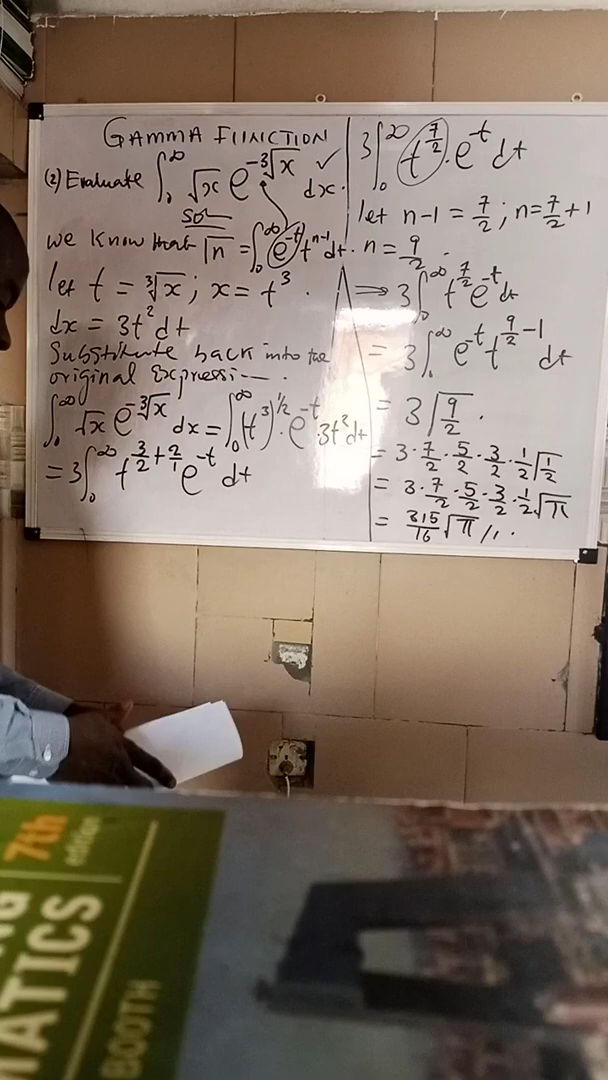 GAMMA FUNCTION
(2) Evaluate ∫₀^∞ √x e^(-∛x) dx. ✓
Sol
We know that Γn = ∫₀^∞ e^(-t) t^(n-1) dt.
let t = ∛x ; x = t³.
dx = 3t² dt
Substitute back into the
original Expressi—.
∫₀^∞ √x e^(-∛x) dx = ∫₀^∞ (t³)^(1/2) · e^(-t) · 3t² dt
= 3∫₀^∞ t^(3/2 + 2/1) e^(-t) dt
3∫₀^∞ t^(7/2) · e^(-t) dt
let n-1 = 7/2 ; n = 7/2 + 1
n = 9/2.
⇒ 3∫₀^∞ t^(7/2) e^(-t) dt
= 3∫₀^∞ e^(-t) t^(9/2 - 1) dt
= 3 Γ(9/2).
= 3 · 7/2 · 5/2 · 3/2 · 1/2 Γ(1/2)
= 3 · 7/2 · 5/2 · 3/2 · 1/2 √π
= 315/16 √π //.
7th
edition
NG
MATICS
BOOTH